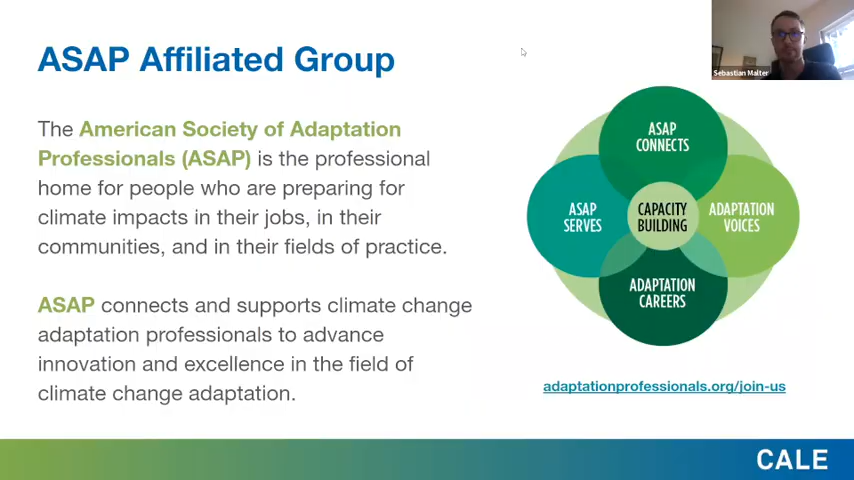 ASAP Affiliated Group
Sebastian Malter
The American Society of Adaptation
Professionals (ASAP) is the professional
home for people who are preparing for
climate impacts in their jobs, in their
communities, and in their fields of practice.
ASAP connects and supports climate change
adaptation professionals to advance
innovation and excellence in the field of
climate change adaptation.
ASAP
CONNECTS
ASAP
SERVES
CAPACITY
BUILDING
ADAPTATION
VOICES
ADAPTATION
CAREERS
adaptationprofessionals.org/join-us
CALE